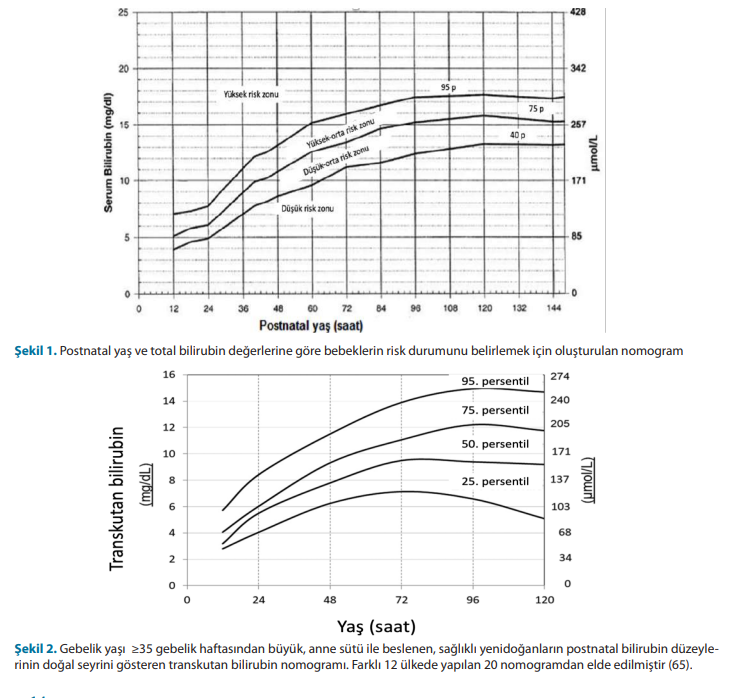 25
20
15
10
5
0
Serum Bilirubin (mg/dl)
428
342
257
171
85
0
µmol/L
Yüksek risk zonu
95 p
75 p
40 p
Yüksek-orta risk zonu
Düşük-orta risk zonu
Düşük risk zonu
0 12 24 36 48 60 72 84 96 108 120 132 144
Postnatal yaş (saat)
Şekil 1. Postnatal yaş ve total bilirubin değerlerine göre bebeklerin risk durumunu belirlemek için oluşturulan nomogram
16
14
12
10
8
6
4
2
0
Transkutan bilirubin
(mg/dL)
95. persentil
75. persentil
50. persentil
25. persentil
274
240
205
171
137
103
68
34
0
(µmol/L)
0 24 48 72 96 120
Yaş (saat)
Şekil 2. Gebelik yaşı ≥35 gebelik haftasından büyük, anne sütü ile beslenen, sağlıklı yenidoğanların postnatal bilirubin düzeyle-
rinin doğal seyrini gösteren transkutan bilirubin nomogramı. Farklı 12 ülkede yapılan 20 nomogramdan elde edilmiştir (65).